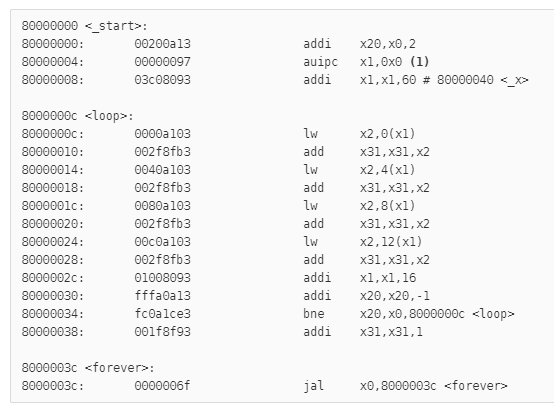 80000000 <_start>:
80000000: 00200a13 addi x20,x0,2
80000004: 00000097 auipc x1,0x0 (1)
80000008: 03c08093 addi x1,x1,60 # 80000040 <_x>
8000000c <loop>:
8000000c: 0000a103 lw x2,0(x1)
80000010: 002f8fb3 add x31,x31,x2
80000014: 0040a103 lw x2,4(x1)
80000018: 002f8fb3 add x31,x31,x2
8000001c: 0080a103 lw x2,8(x1)
80000020: 002f8fb3 add x31,x31,x2
80000024: 00c0a103 lw x2,12(x1)
80000028: 002f8fb3 add x31,x31,x2
8000002c: 01008093 addi x1,x1,16
80000030: fffa0a13 addi x20,x20,-1
80000034: fc0a1ce3 bne x20,x0,8000000c <loop>
80000038: 001f8f93 addi x31,x31,1
8000003c <forever>:
8000003c: 0000006f jal x0,8000003c <forever>